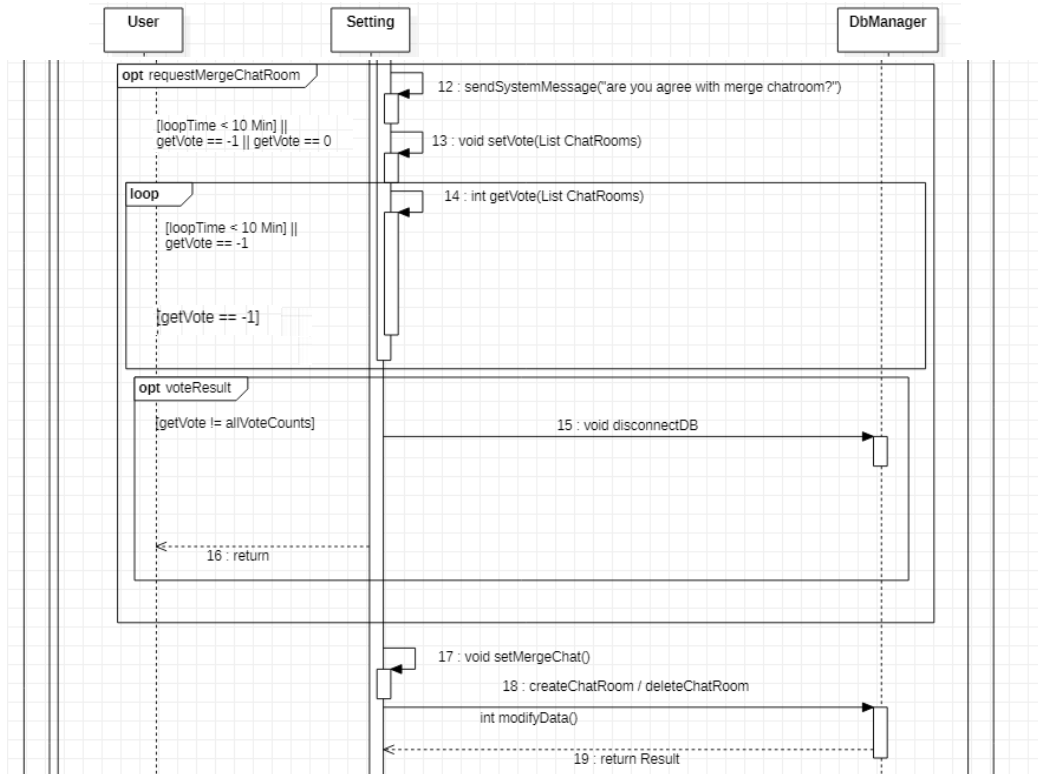 User
Setting
DbManager
opt requestMergeChatRoom
12 : sendSystemMessage("are you agree with merge chatroom?")
[loopTime < 10 Min] ||
getVote == -1 || getVote == 0
13 : void setVote(List ChatRooms)
loop
14 : int getVote(List ChatRooms)
[loopTime < 10 Min] ||
getVote == -1
[getVote == -1]
opt voteResult
[getVote != allVoteCounts]
15 : void disconnectDB
16 : return
17 : void setMergeChat()
18 : createChatRoom / deleteChatRoom
int modifyData()
19 : return Result